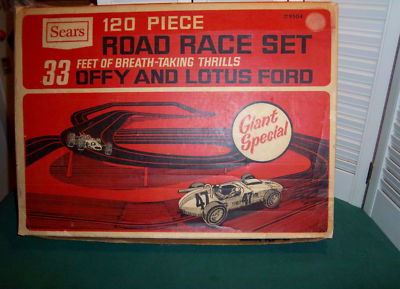 Sears
120 PIECE
ROAD RACE SET
33 FEET OF BREATH-TAKING THRILLS
OFFY AND LOTUS FORD
Giant
Special
47
47